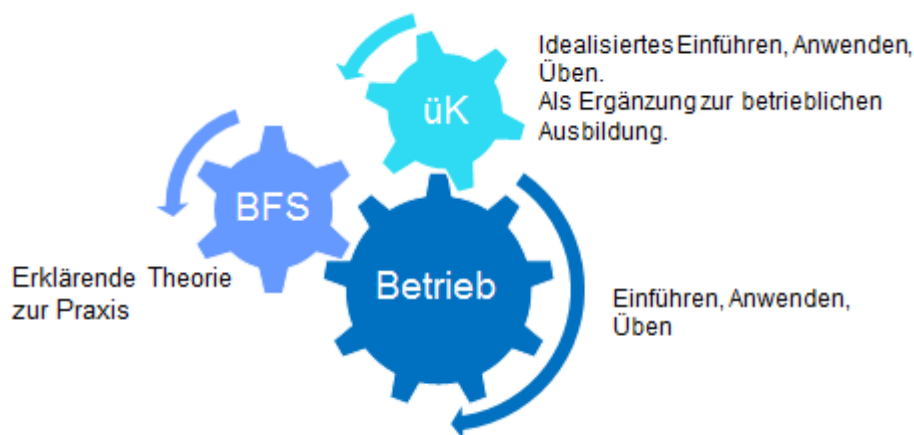 Idealisiertes Einführen, Anwenden,
Üben.
Als Ergänzung zur betrieblichen
Ausbildung.
üK
BFS
Erklärende Theorie
zur Praxis
Betrieb
Einführen, Anwenden,
Üben